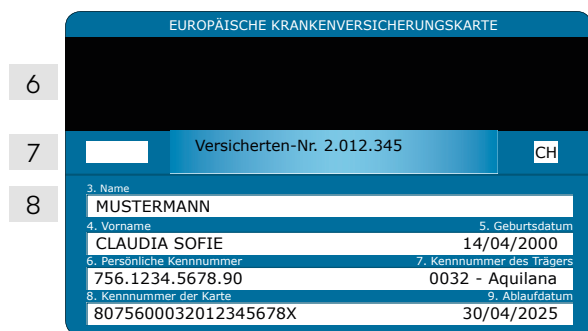 EUROPÄISCHE KRANKENVERSICHERUNGSKARTE
6
7 Versicherten-Nr. 2.012.345 CH
8
3. Name
MUSTERMANN
4. Vorname 5. Geburtsdatum
CLAUDIA SOFIE 14/04/2000
6. Persönliche Kennnummer 7. Kennnummer des Trägers
756.1234.5678.90 0032 - Aquilana
8. Kennnummer der Karte 9. Ablaufdatum
8075600032012345678X 30/04/2025